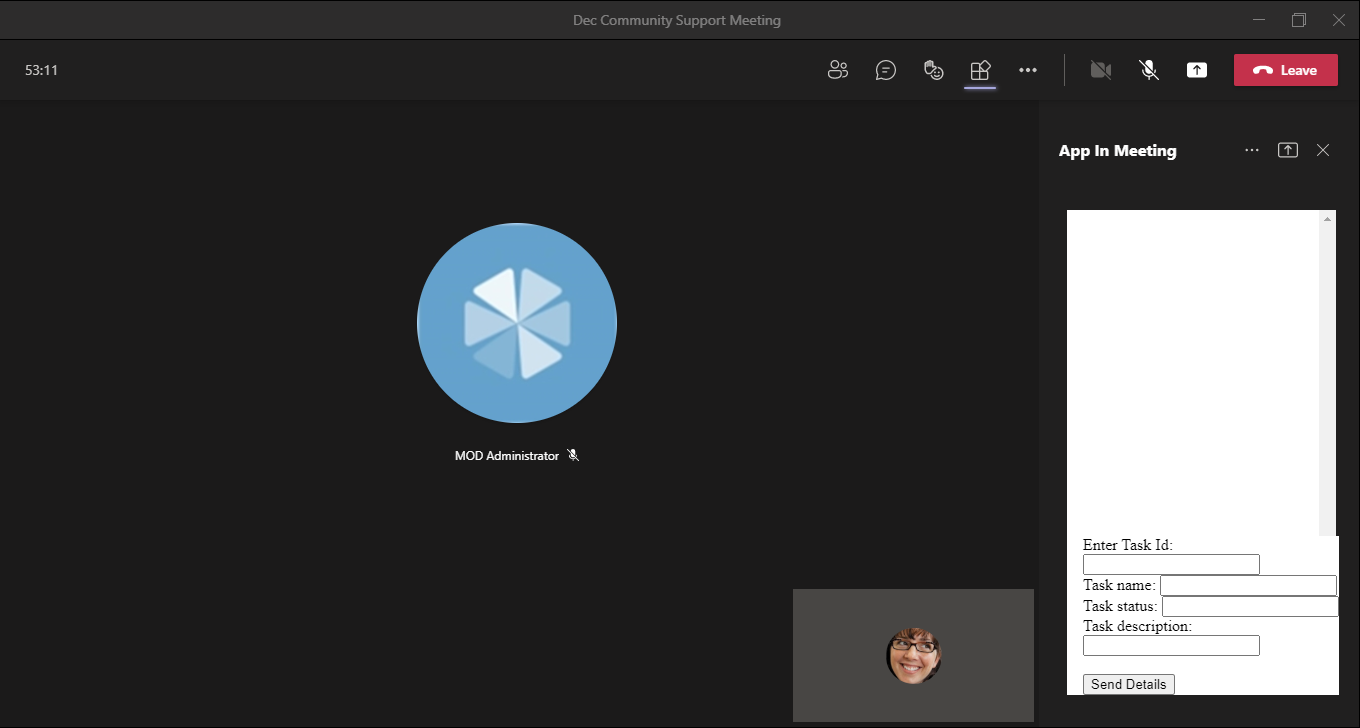 Dec Community Support Meeting
53:11
Leave
App In Meeting
MOD Administrator
Enter Task Id:
Task name:
Task status:
Task description:
Send Details